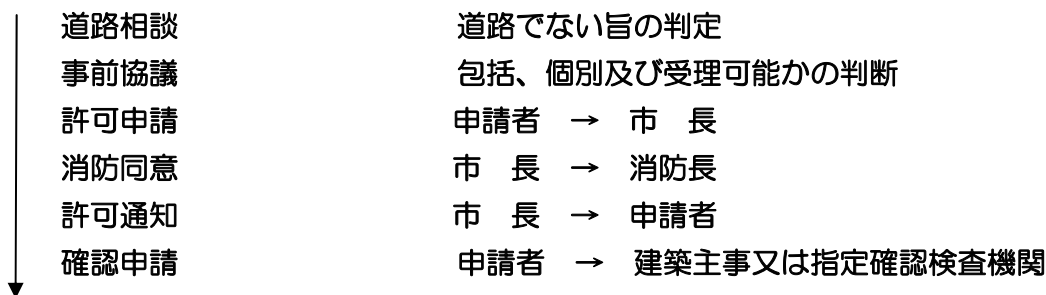 道路相談 道路でない旨の判定
事前協議 包括、個別及び受理可能かの判断
許可申請 申請者 → 市 長
消防同意 市 長 → 消防長
許可通知 市 長 → 申請者
確認申請 申請者 → 建築主事又は指定確認検査機関